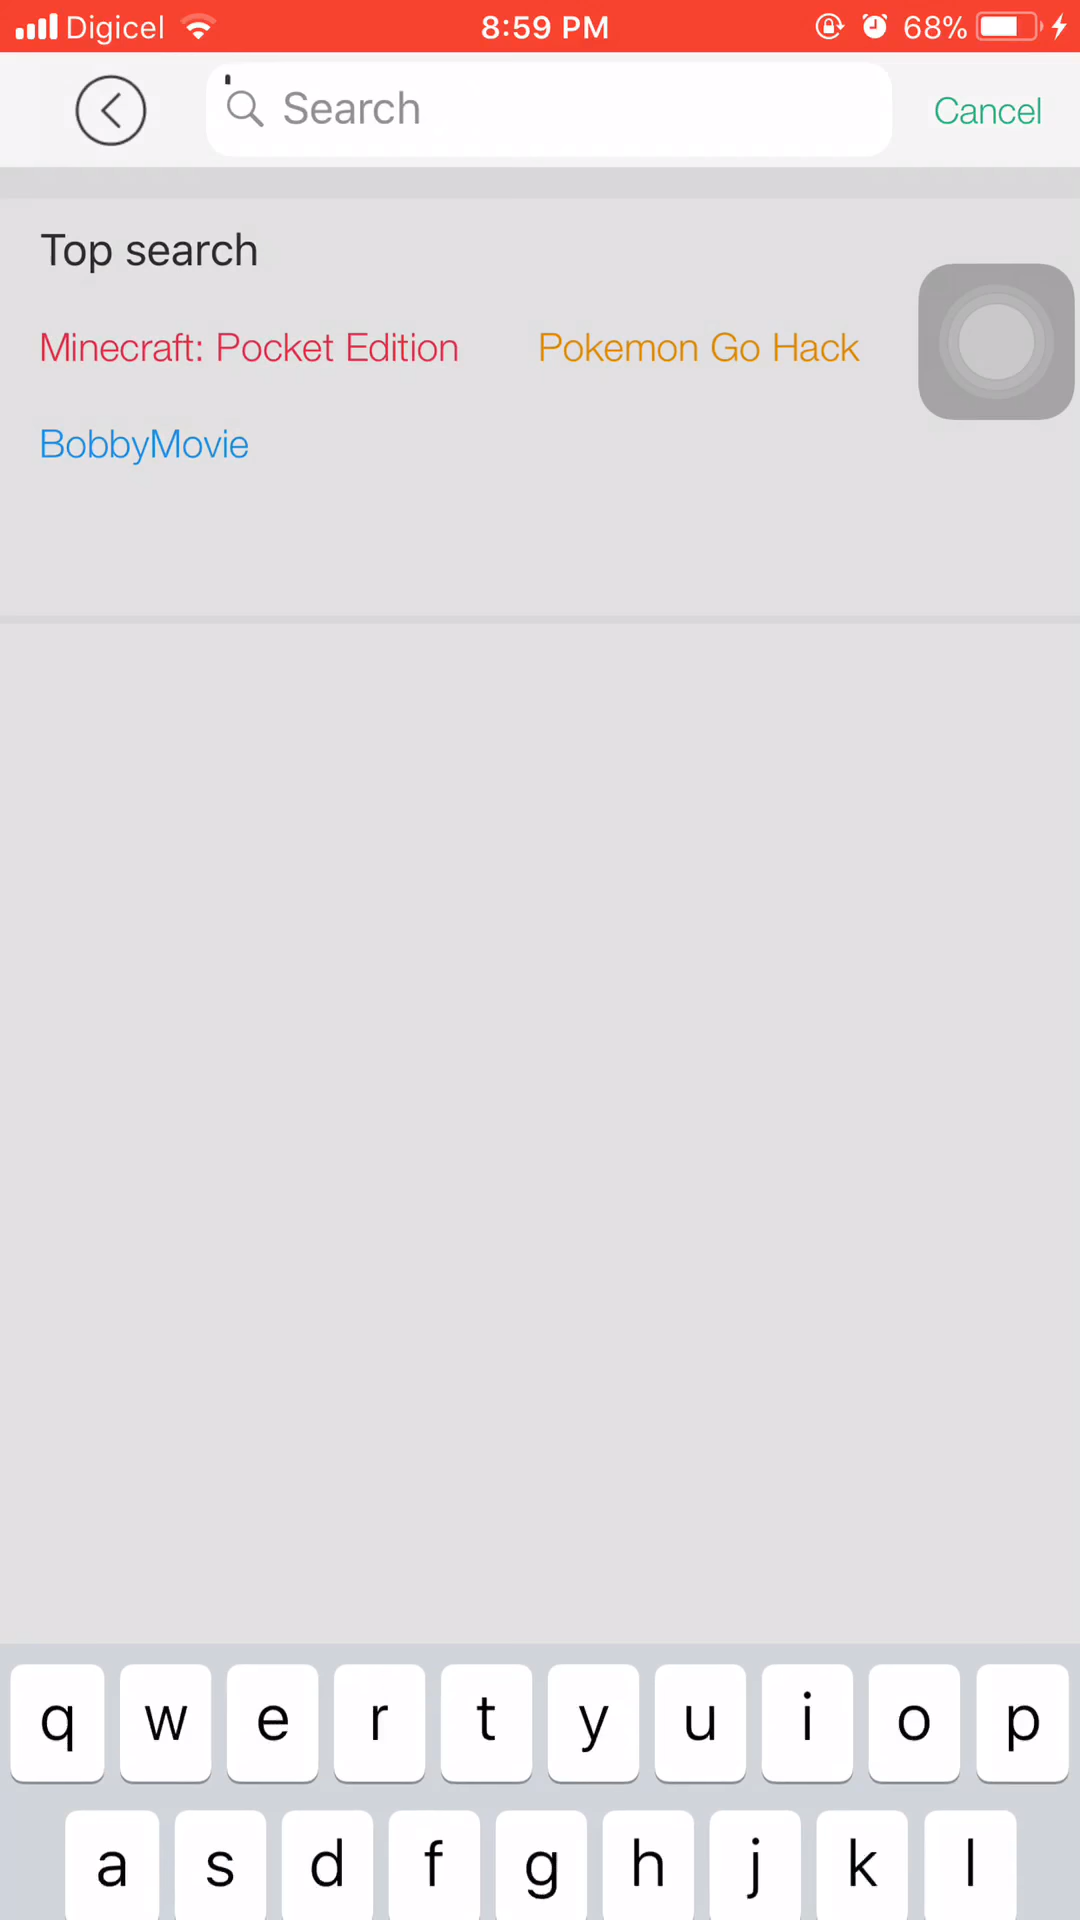 Digicel 8:59 PM 68%
Search Cancel
Top search
Minecraft: Pocket Edition Pokemon Go Hack
BobbyMovie
q w e r t y u i o p
a s d f g h j k l